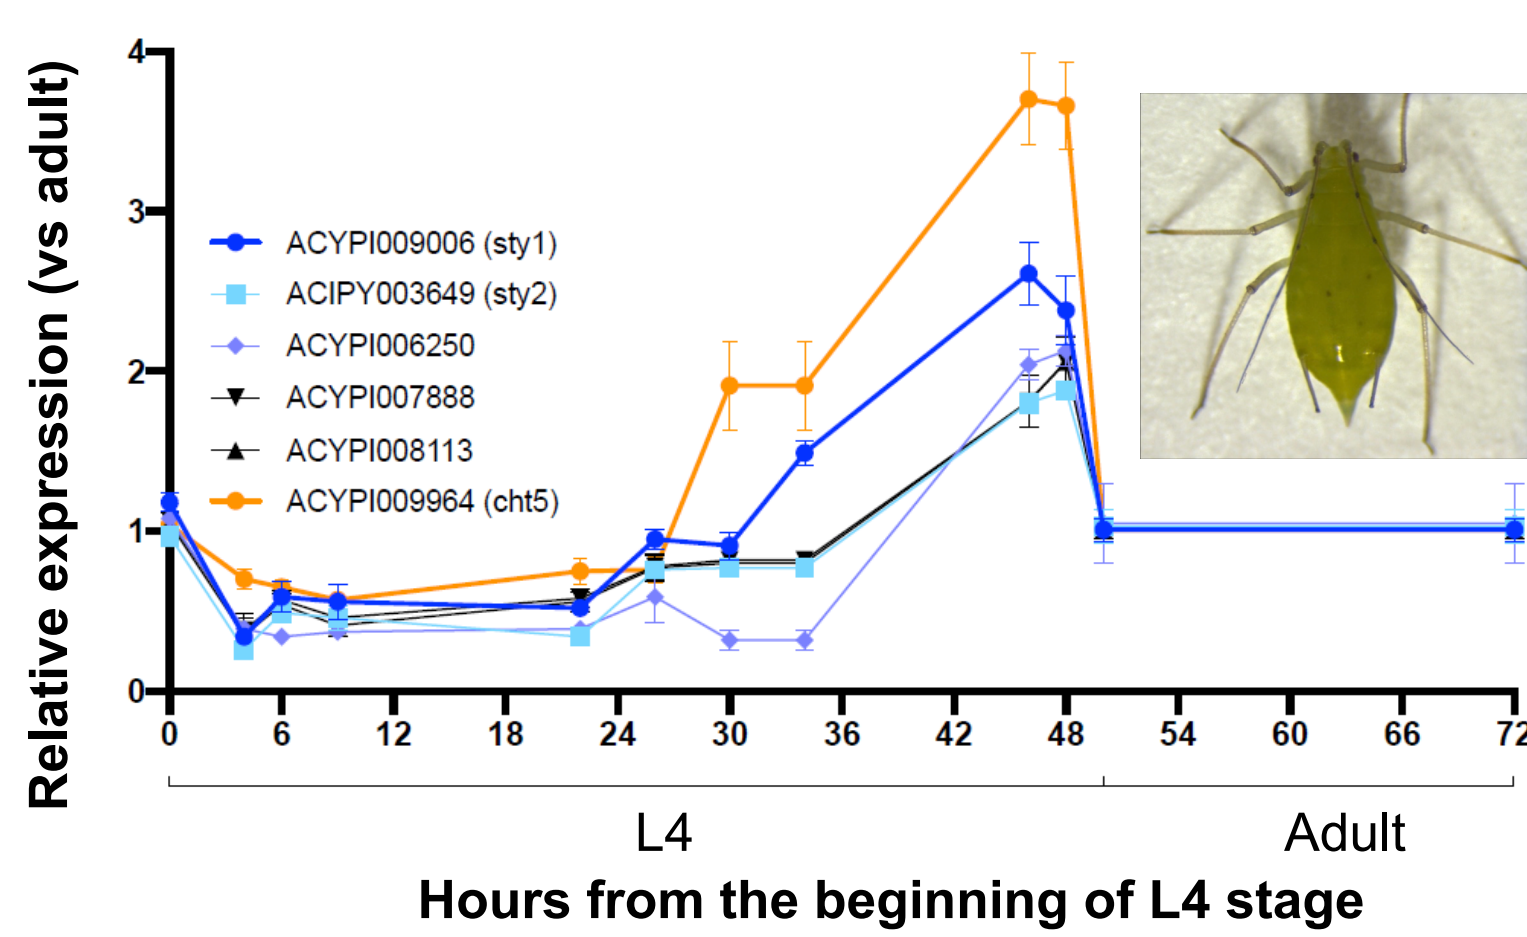 Relative expression (vs adult)
4
3
2
1
0
ACYPI009006 (sty1)
ACIPY003649 (sty2)
ACYPI006250
ACYPI007888
ACYPI008113
ACYPI009964 (cht5)
0 6 12 18 24 30 36 42 48 54 60 66 72
L4 Adult
Hours from the beginning of L4 stage